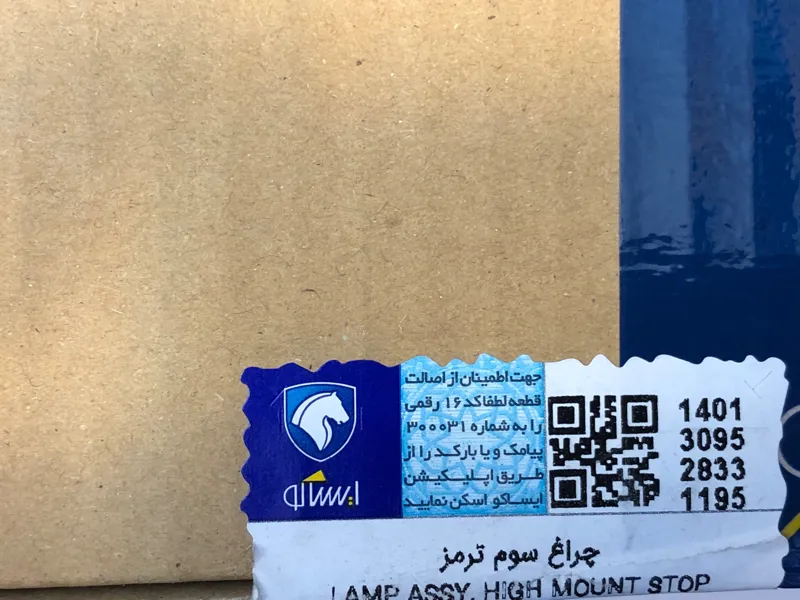 جهت اطمینان از اصالت
قطعه لطفا کد ۱۶ رقمی
را به شماره ۳۰۰۰۳۱
پیامک و یا بارکد را از
طریق اپلیکیشن
ایساکو اسکن نمایید
ایساکو
1401
3095
2833
1195
چراغ سوم ترمز
LAMP ASSY, HIGH MOUNT STOP